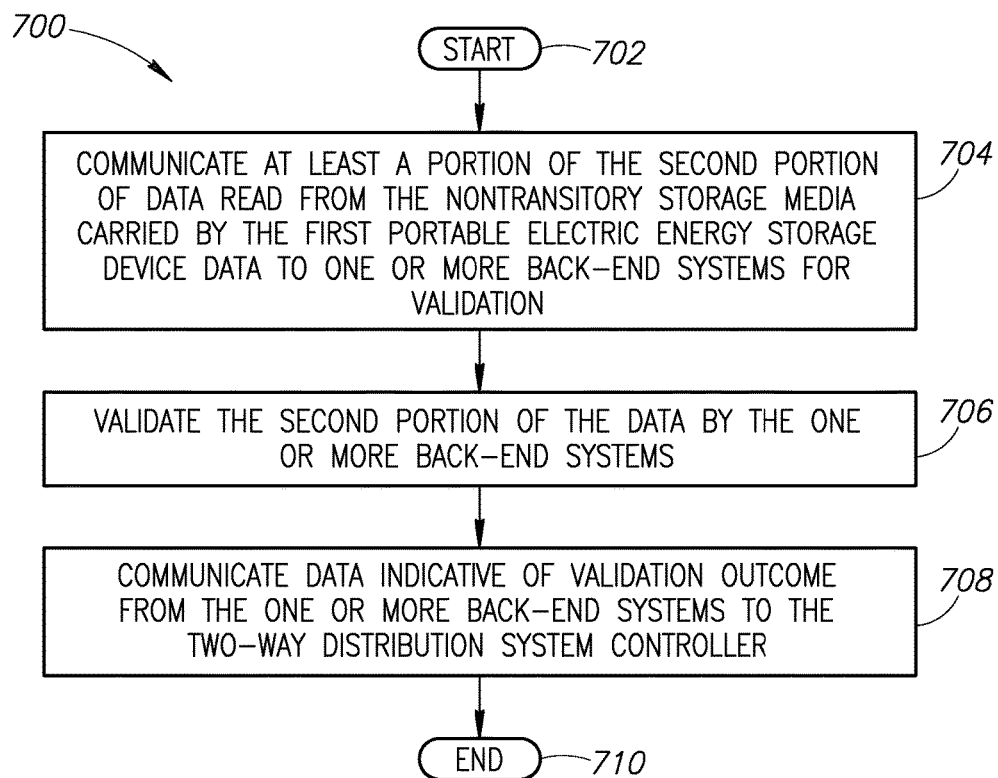 700
START
702
COMMUNICATE AT LEAST A PORTION OF THE SECOND PORTION
OF DATA READ FROM THE NONTRANSITORY STORAGE MEDIA
CARRIED BY THE FIRST PORTABLE ELECTRIC ENERGY STORAGE
DEVICE DATA TO ONE OR MORE BACK-END SYSTEMS FOR
VALIDATION
704
VALIDATE THE SECOND PORTION OF THE DATA BY THE ONE
OR MORE BACK-END SYSTEMS
706
COMMUNICATE DATA INDICATIVE OF VALIDATION OUTCOME
FROM THE ONE OR MORE BACK-END SYSTEMS TO THE
TWO-WAY DISTRIBUTION SYSTEM CONTROLLER
708
END
710